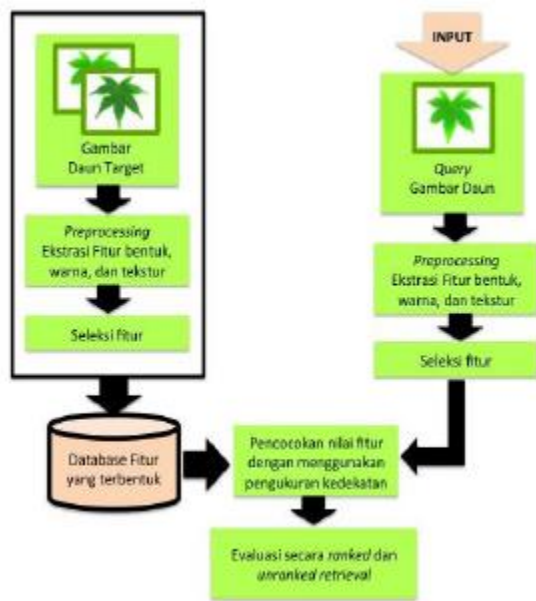 Gambar
Daun Target
Preprocessing
Ekstrasi Fitur bentuk,
warna, dan tekstur
Seleksi fitur
Database Fitur
yang terbentuk
INPUT
Query
Gambar Daun
Preprocessing
Ekstrasi Fitur bentuk,
warna, dan tekstur
Seleksi fitur
Pencocokan nilai fitur
dengan menggunakan
pengukuran kedekatan
Evaluasi secara ranked dan
unranked retrieval